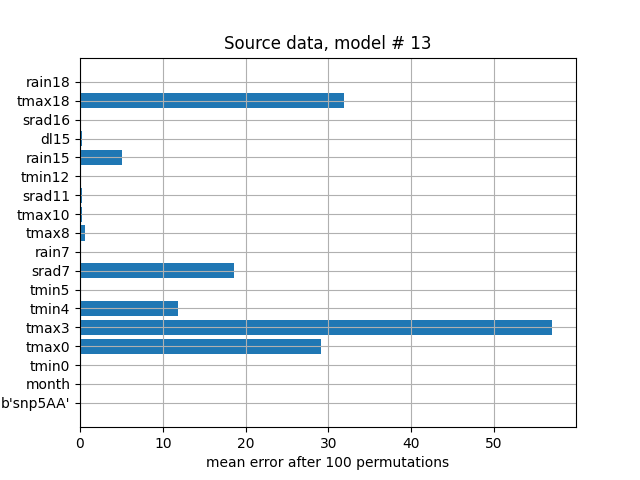 Source data, model # 13
rain18
tmax18
srad16
dl15
rain15
tmin12
srad11
tmax10
tmax8
rain7
srad7
tmin5
tmin4
tmax3
tmax0
tmin0
month
b'snp5AA'
0 10 20 30 40 50
mean error after 100 permutations